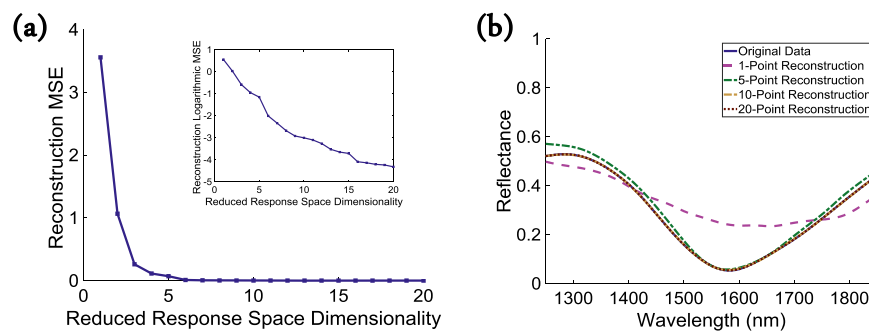 (a)
Reconstruction MSE
4
3
2
1
0
0 5 10 15 20
Reduced Response Space Dimensionality
Reconstruction Logarithmic MSE
1
0
-1
-2
-3
-4
-5
0 5 10 15 20
Reduced Response Space Dimensionality
(b)
Reflectance
1
0.8
0.6
0.4
0.2
0
1300 1400 1500 1600 1700 1800
Wavelength (nm)
Original Data
1-Point Reconstruction
5-Point Reconstruction
10-Point Reconstruction
20-Point Reconstruction